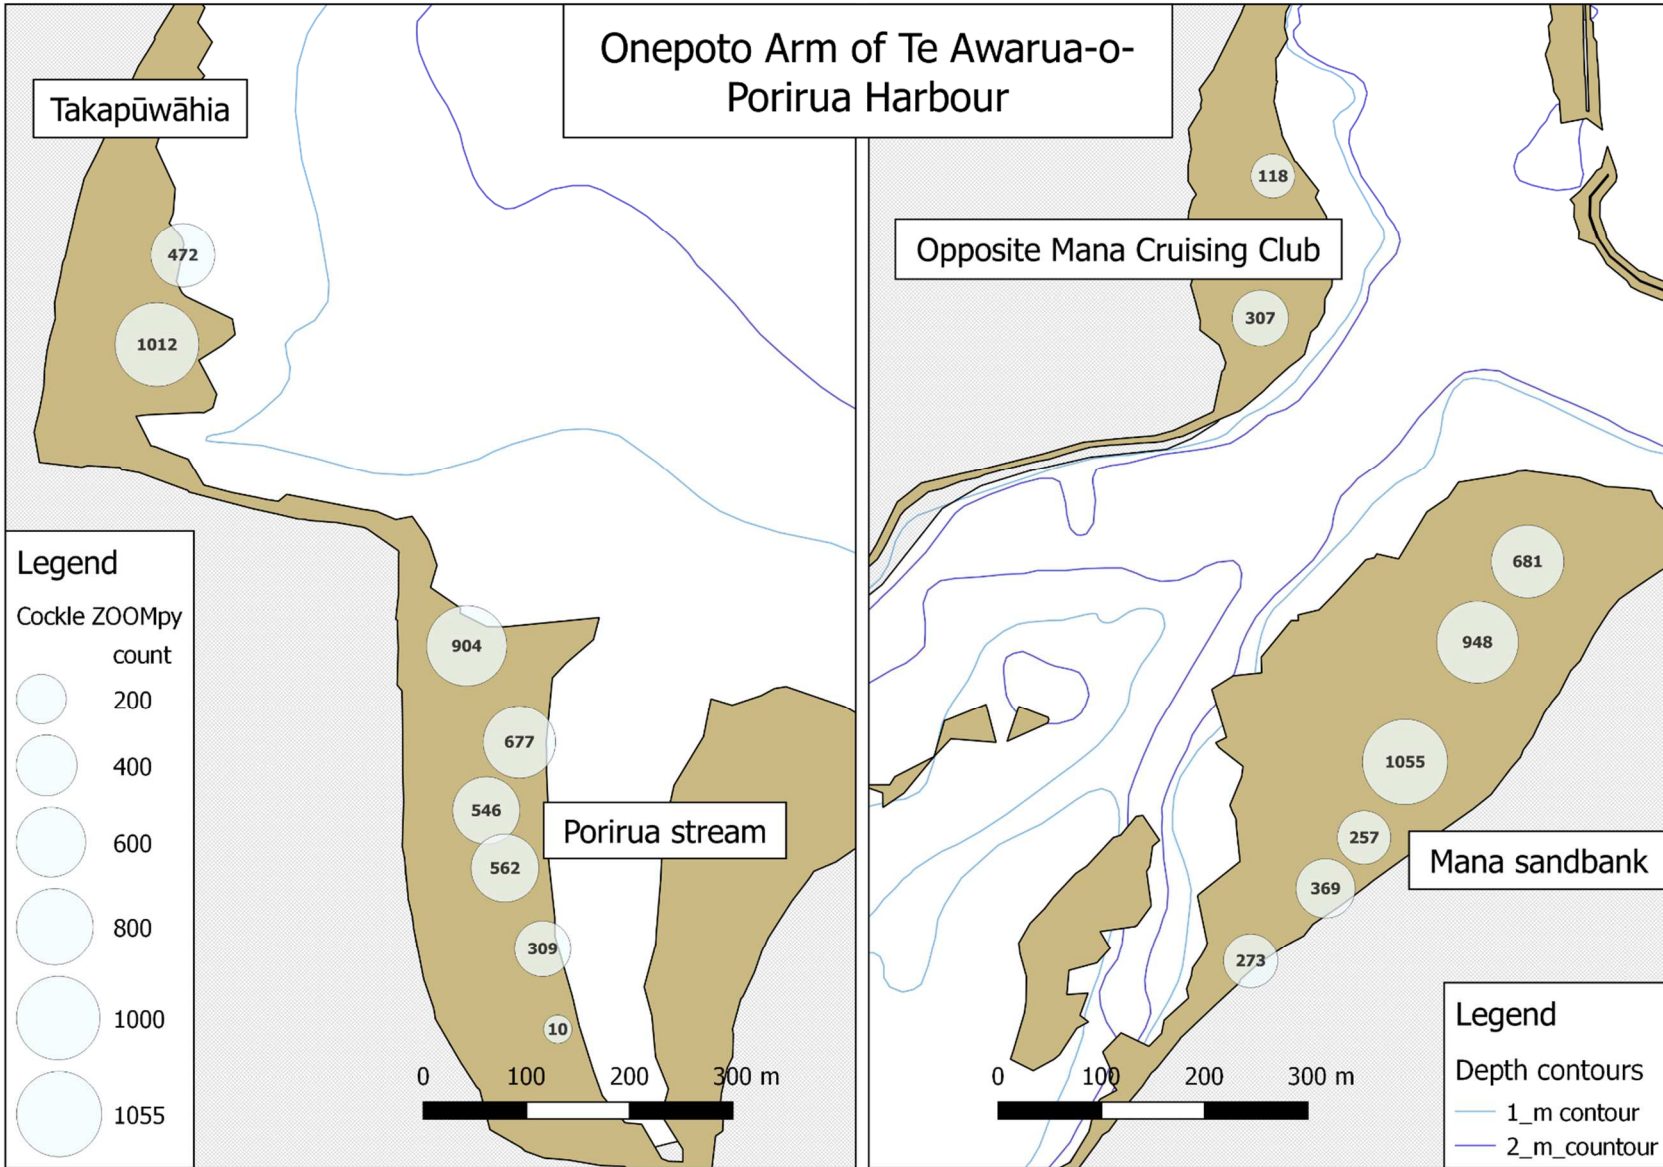 Onepoto Arm of Te Awarua-o-
Porirua Harbour
Takapūwāhia
472
1012
904
677
546
562
309
10
Porirua stream
Legend
Cockle ZOOMpy
count
200
400
600
800
1000
1055
0 100 200 300 m
118
Opposite Mana Cruising Club
307
681
948
1055
257
369
273
Mana sandbank
0 100 200 300 m
Legend
Depth contours
1_m contour
2_m_countour